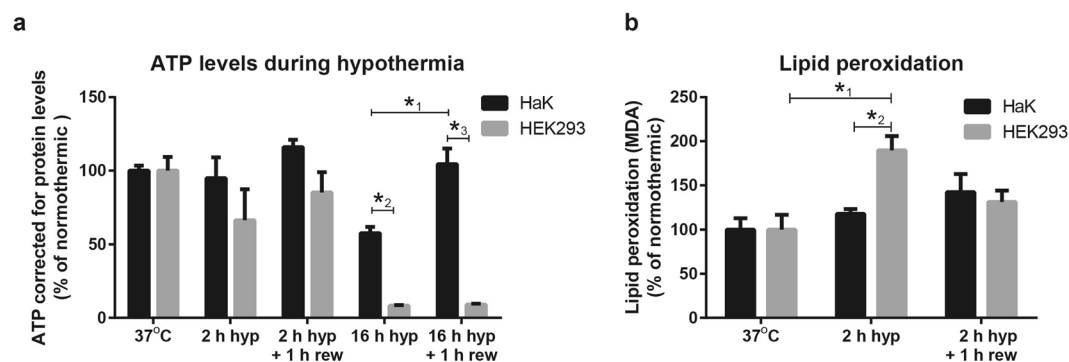 a
ATP levels during hypothermia
ATP corrected for protein levels
(% of normothermic )
150
100
50
0
HaK
HEK293
*1
*3
*2
37°C
2 h hyp
2 h hyp
+ 1 h rew
16 h hyp
16 h hyp
+ 1 h rew
b
Lipid peroxidation
Lipid peroxidation (MDA)
(% of normothermic)
250
200
150
100
50
0
HaK
HEK293
*1
*2
37°C
2 h hyp
2 h hyp
+ 1 h rew